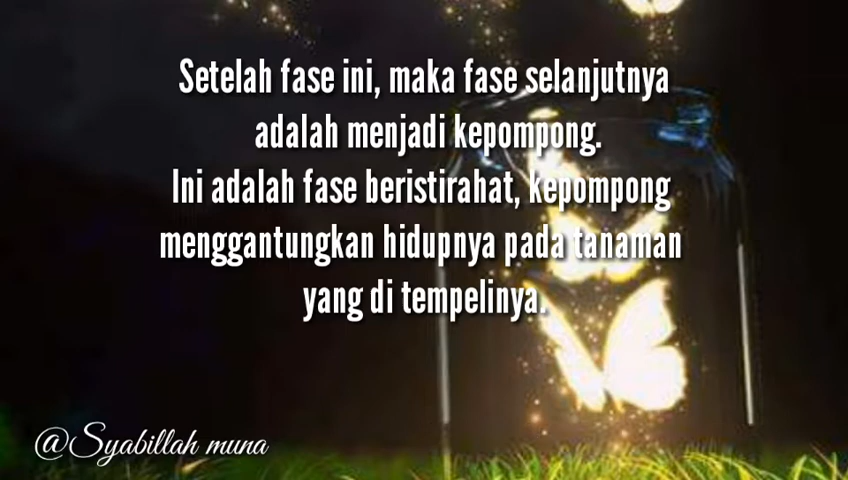 Setelah fase ini, maka fase selanjutnya
adalah menjadi kepompong.
Ini adalah fase beristirahat, kepompong
menggantungkan hidupnya pada tanaman
yang di tempelinya.
@Syabillah muna